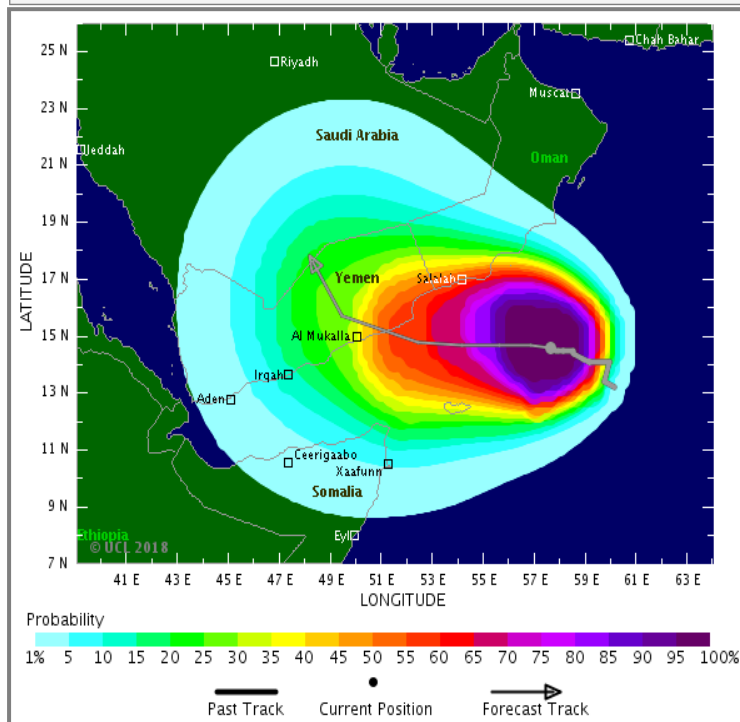 25 N
23 N
21 N
19 N
17 N
15 N
13 N
11 N
9 N
7 N
LATITUDE
Chah Bahar
Riyadh
Muscat
Saudi Arabia
Jeddah
Oman
Salalah
Yemen
Al Mukalla
Irqah
Aden
Ceerigaabo
Xaafunn
Somalia
Ethiopia
Eyl
© UCL 2018
41 E 43 E 45 E 47 E 49 E 51 E 53 E 55 E 57 E 59 E 61 E 63 E
LONGITUDE
Probability
1% 5 10 15 20 25 30 35 40 45 50 55 60 65 70 75 80 85 90 95 100%
Past Track Current Position Forecast Track